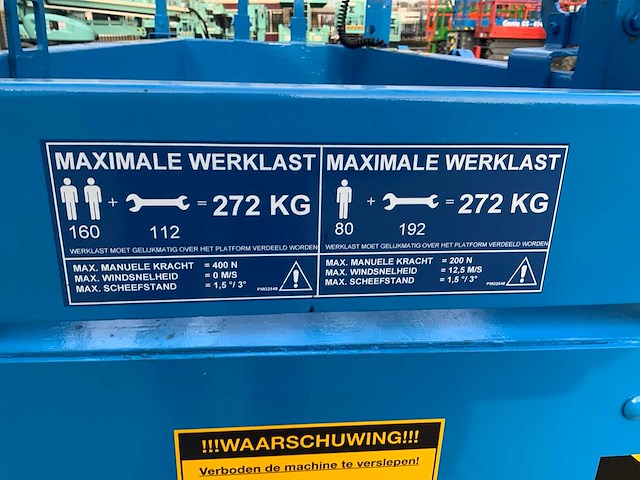 MAXIMALE WERKLAST
+ = 272 KG
160 112
WERKLAST MOET GELIJKMATIG OVER HET PLATFORM VERDEELD WORDEN
MAX. MANUELE KRACHT = 400 N
MAX. WINDSNELHEID = 0 M/S
MAX. SCHEEFSTAND = 1,5 °/ 3°
PMG2548
MAXIMALE WERKLAST
+ = 272 KG
80 192
WERKLAST MOET GELIJKMATIG OVER HET PLATFORM VERDEELD WORDEN
MAX. MANUELE KRACHT = 200 N
MAX. WINDSNELHEID = 12,5 M/S
MAX. SCHEEFSTAND = 1,5 °/ 3°
PMG2548
!!!WAARSCHUWING!!!
Verboden de machine te verslepen!